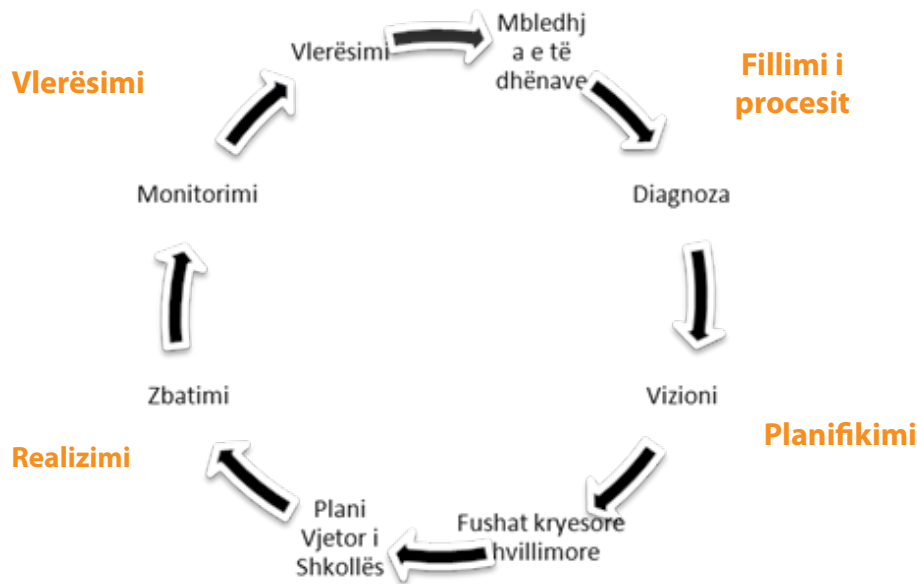 Vlerësimi
Mbledhj
a e të
dhënave
Fillimi i
procesit
Vlerësimi
Monitorimi
Diagnoza
Zbatimi
Vizioni
Realizimi
Planifikimi
Plani
Vjetor i
Shkollës
Fushat kryesore
hvillimore